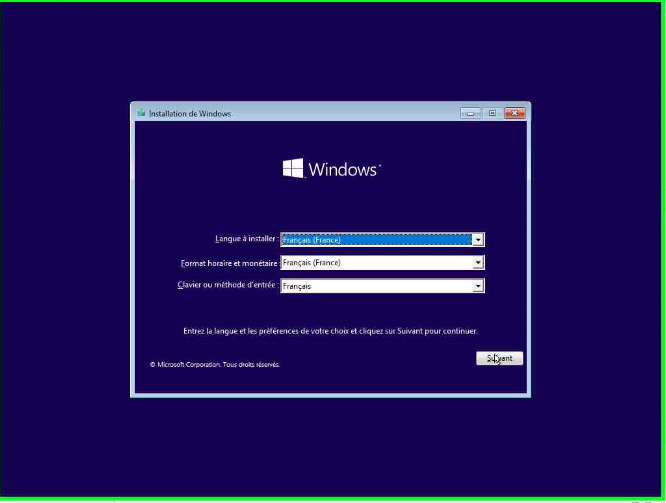 Installation de Windows
Windows
Langue à installer : Français (France)
Format horaire et monétaire : Français (France)
Clavier ou méthode d'entrée : Français
Entrez la langue et les préférences de votre choix et cliquez sur Suivant pour continuer.
Suivant
© Microsoft Corporation. Tous droits réservés.